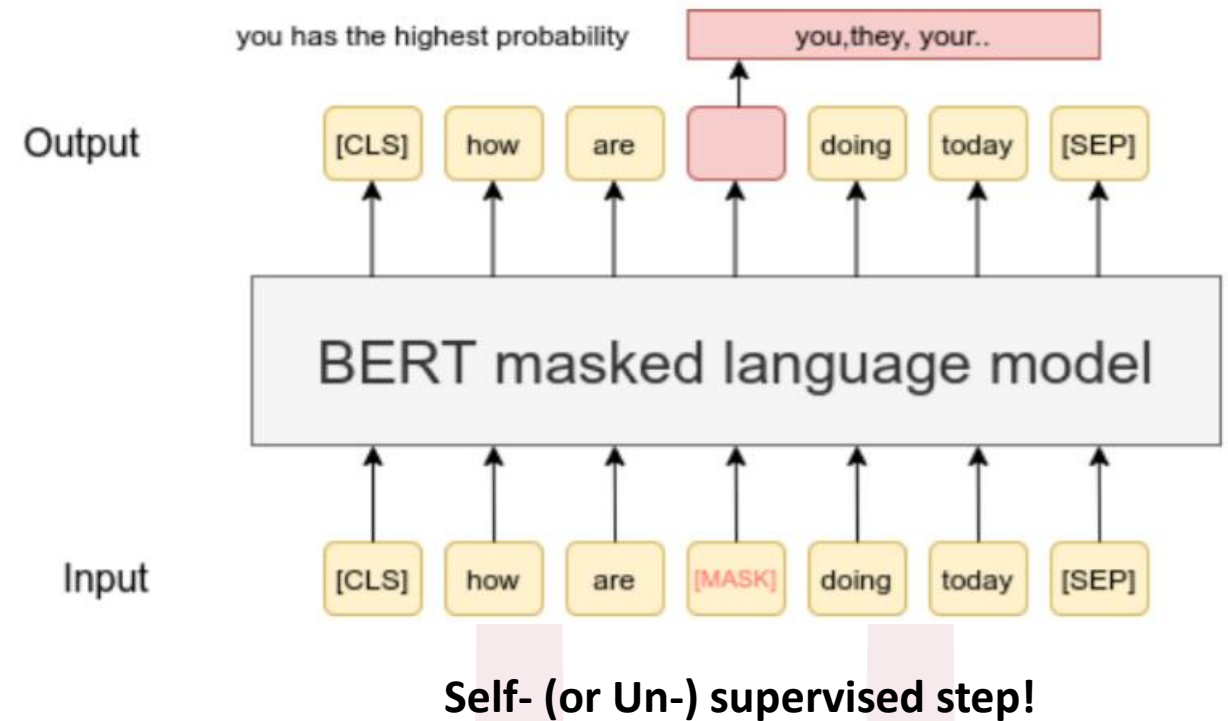 you has the highest probability you,they, your..
Output [CLS] how are doing today [SEP]
BERT masked language model
Input [CLS] how are [MASK] doing today [SEP]
Self- (or Un-) supervised step!